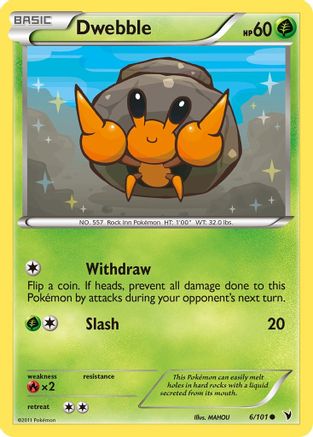 BASIC
Dwebble
HP60
NO. 557 Rock Inn Pokémon HT: 1'00" WT: 32.0 lbs.
Withdraw
Flip a coin. If heads, prevent all damage done to this
Pokémon by attacks during your opponent's next turn.
Slash 20
weakness
×2
resistance
retreat
This Pokémon can easily melt
holes in hard rocks with a liquid
secreted from its mouth.
©2011 Pokémon
Illus. MAHOU
6/101